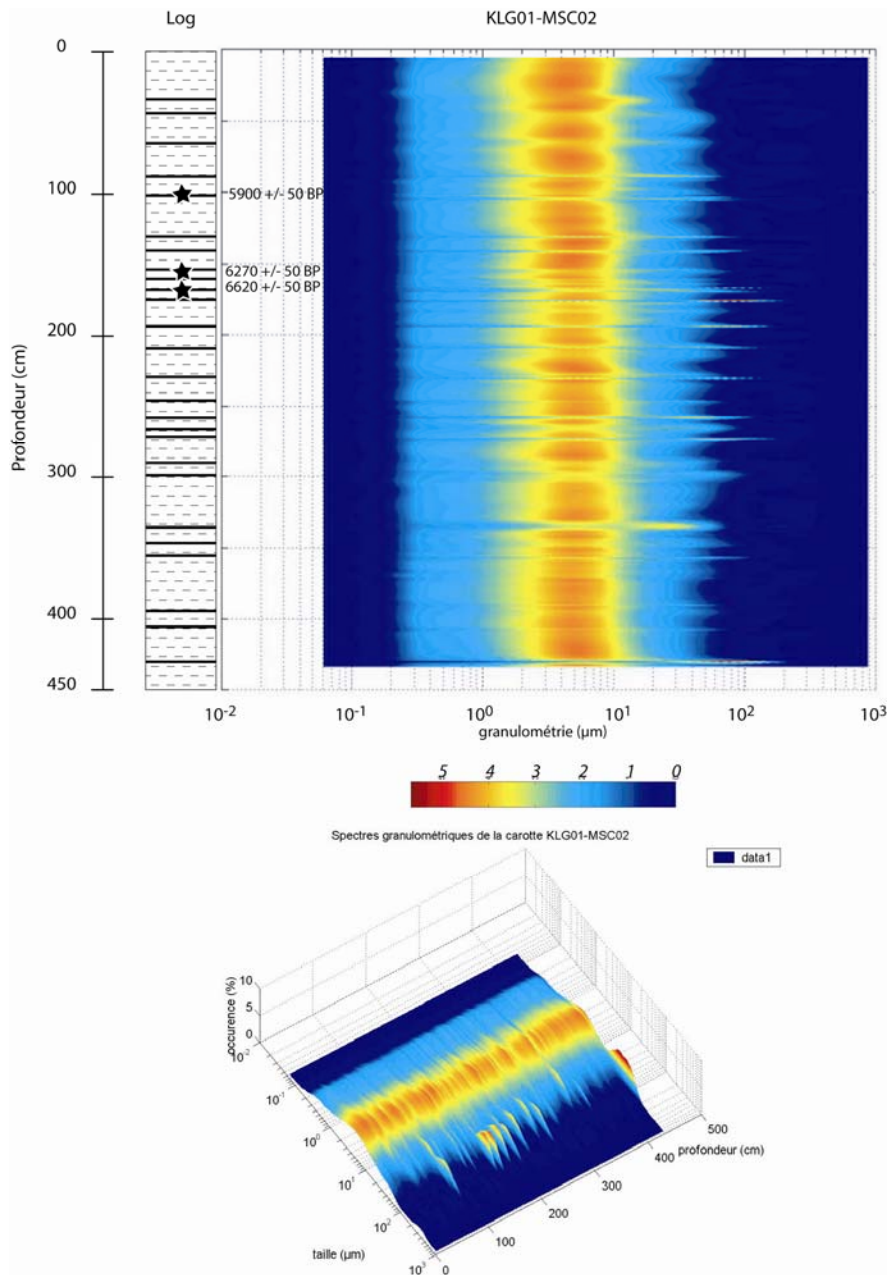 Log KLG01-MSC02
0
100
200
300
400
450
Profondeur (cm)
5900 +/- 50 BP
6270 +/- 50 BP
6620 +/- 50 BP
10-2 10-1 100 101 102 103
granulométrie (µm)
5 4 3 2 1 0
Spectres granulométriques de la carotte KLG01-MSC02
data1
10
5
0
occurence (%)
10-2
10-1
100
101
102
103
taille (µm)
0
100
200
300
400
500
profondeur (cm)